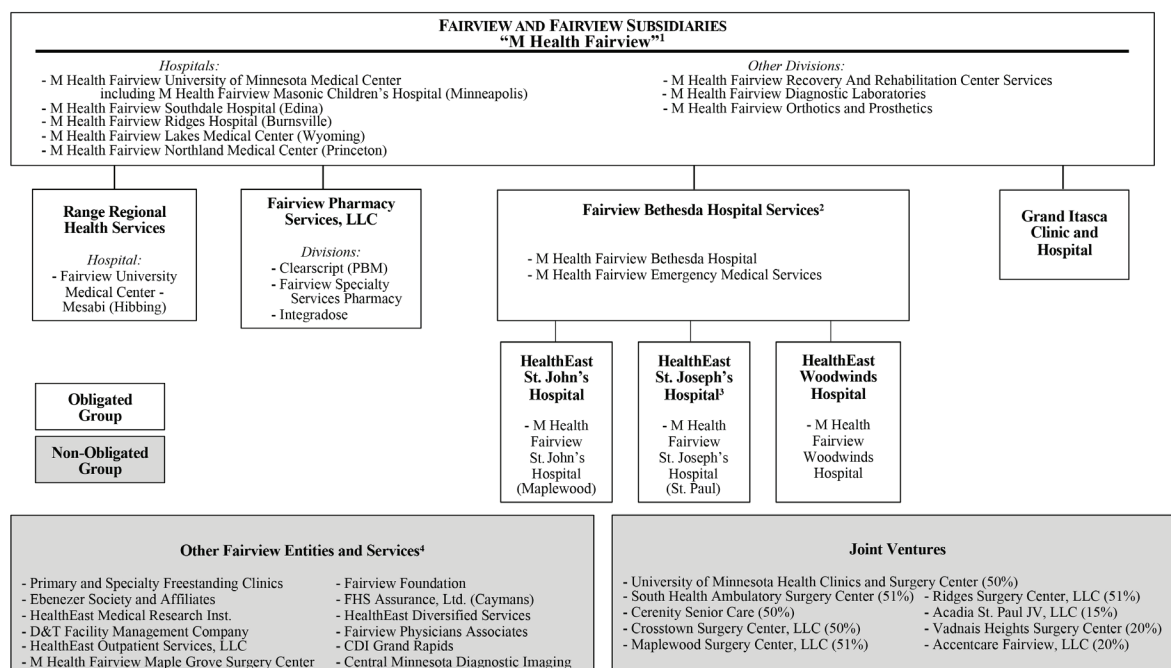 FAIRVIEW AND FAIRVIEW SUBSIDIARIES
“M Health Fairview”¹
Hospitals:
- M Health Fairview University of Minnesota Medical Center
including M Health Fairview Masonic Children’s Hospital (Minneapolis)
- M Health Fairview Southdale Hospital (Edina)
- M Health Fairview Ridges Hospital (Burnsville)
- M Health Fairview Lakes Medical Center (Wyoming)
- M Health Fairview Northland Medical Center (Princeton)
Other Divisions:
- M Health Fairview Recovery And Rehabilitation Center Services
- M Health Fairview Diagnostic Laboratories
- M Health Fairview Orthotics and Prosthetics
Range Regional
Health Services
Hospital:
- Fairview University
Medical Center -
Mesabi (Hibbing)
Fairview Pharmacy
Services, LLC
Divisions:
- Clearscript (PBM)
- Fairview Specialty
Services Pharmacy
- Integradose
Fairview Bethesda Hospital Services²
- M Health Fairview Bethesda Hospital
- M Health Fairview Emergency Medical Services
Grand Itasca
Clinic and
Hospital
HealthEast
St. John’s
Hospital
- M Health
Fairview
St. John’s
Hospital
(Maplewood)
HealthEast
St. Joseph’s
Hospital³
- M Health
Fairview
St. Joseph’s
Hospital
(St. Paul)
HealthEast
Woodwinds
Hospital
- M Health
Fairview
Woodwinds
Hospital
Obligated
Group
Non-Obligated
Group
Other Fairview Entities and Services⁴
- Primary and Specialty Freestanding Clinics
- Ebenezer Society and Affiliates
- HealthEast Medical Research Inst.
- D&T Facility Management Company
- HealthEast Outpatient Services, LLC
- M Health Fairview Maple Grove Surgery Center
- Fairview Foundation
- FHS Assurance, Ltd. (Caymans)
- HealthEast Diversified Services
- Fairview Physicians Associates
- CDI Grand Rapids
- Central Minnesota Diagnostic Imaging
Joint Ventures
- University of Minnesota Health Clinics and Surgery Center (50%)
- South Health Ambulatory Surgery Center (51%)
- Cerenity Senior Care (50%)
- Crosstown Surgery Center, LLC (50%)
- Maplewood Surgery Center, LLC (51%)
- Ridges Surgery Center, LLC (51%)
- Acadia St. Paul JV, LLC (15%)
- Vadnais Heights Surgery Center (20%)
- Accentcare Fairview, LLC (20%)